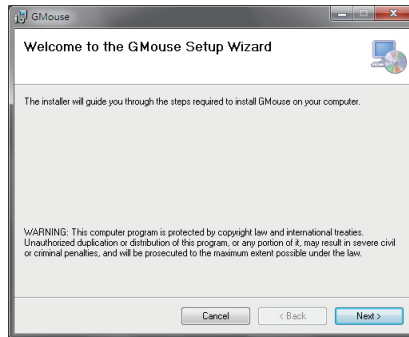 GMouse
Welcome to the GMouse Setup Wizard
The installer will guide you through the steps required to install GMouse on your computer.
WARNING: This computer program is protected by copyright law and international treaties.
Unauthorized duplication or distribution of this program, or any portion of it, may result in severe civil
or criminal penalties, and will be prosecuted to the maximum extent possible under the law.
Cancel
< Back
Next >